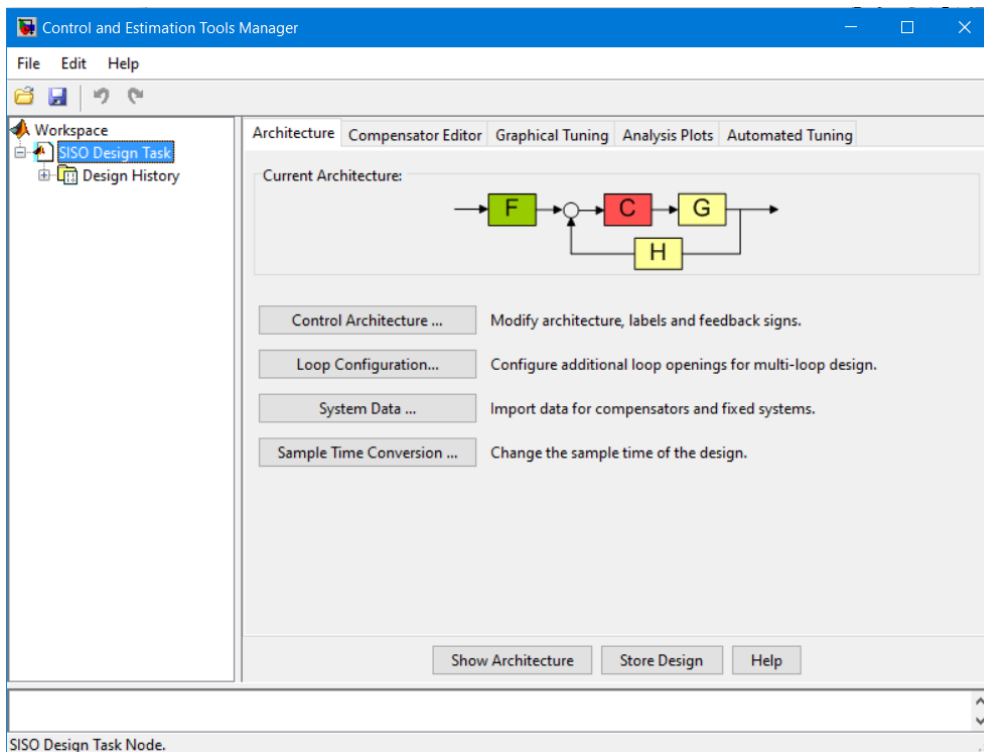 Control and Estimation Tools Manager
File Edit Help
Workspace
SISO Design Task
Design History
Architecture Compensator Editor Graphical Tuning Analysis Plots Automated Tuning
Current Architecture:
F C G
H
Control Architecture ... Modify architecture, labels and feedback signs.
Loop Configuration... Configure additional loop openings for multi-loop design.
System Data ... Import data for compensators and fixed systems.
Sample Time Conversion ... Change the sample time of the design.
Show Architecture Store Design Help
SISO Design Task Node.